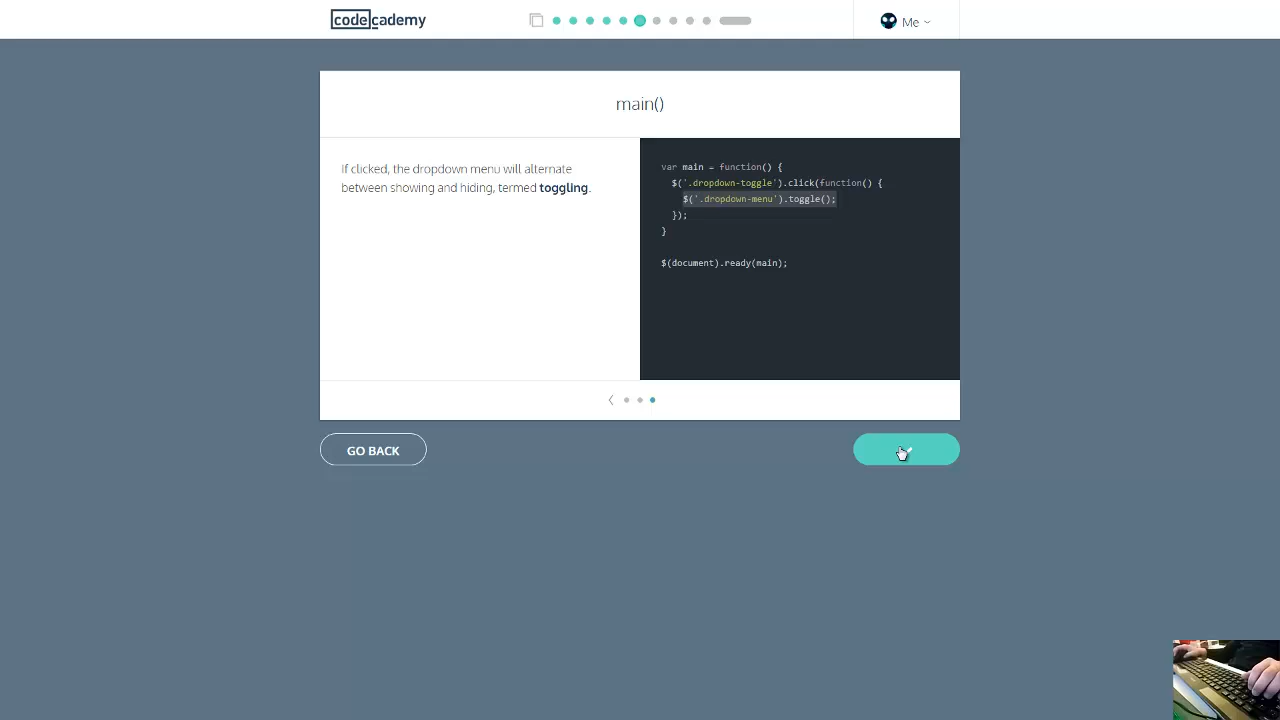 codecademy
Me
main()
If clicked, the dropdown menu will alternate
between showing and hiding, termed toggling.
var main = function() {
$('.dropdown-toggle').click(function() {
$('.dropdown-menu').toggle();
});
}
$(document).ready(main);
GO BACK